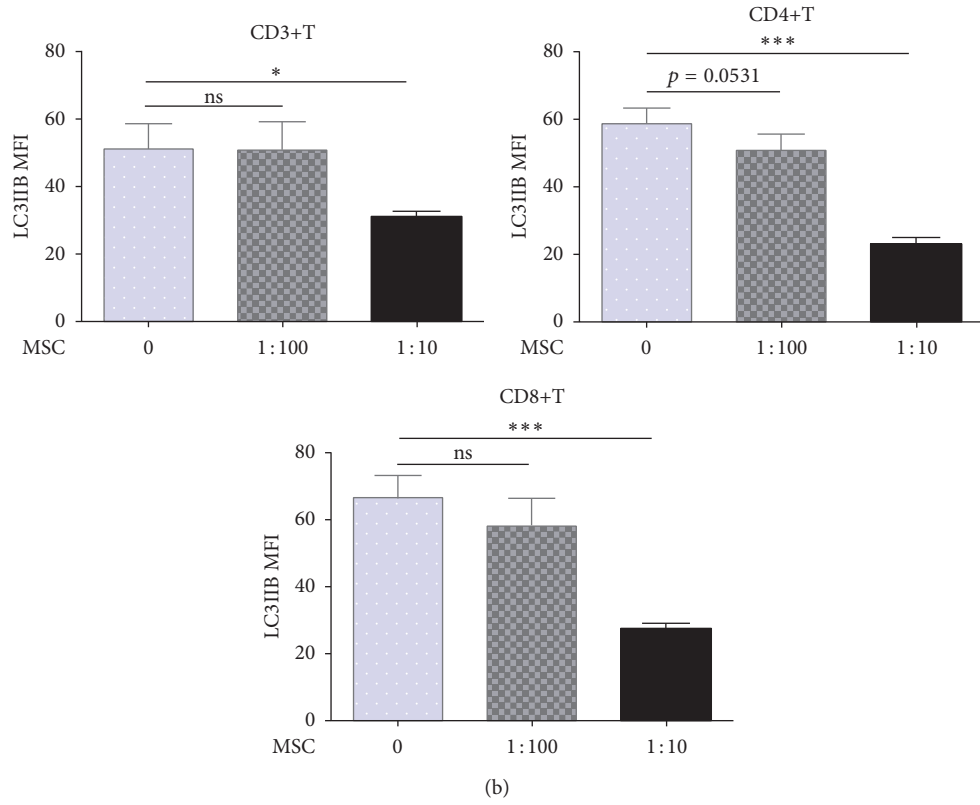 CD3+T
80
60
40
20
0
LC3IIB MFI
*
ns
MSC 0 1:100 1:10
CD4+T
80
60
40
20
0
LC3IIB MFI
***
p = 0.0531
MSC 0 1:100 1:10
CD8+T
80
60
40
20
0
LC3IIB MFI
***
ns
MSC 0 1:100 1:10
(b)